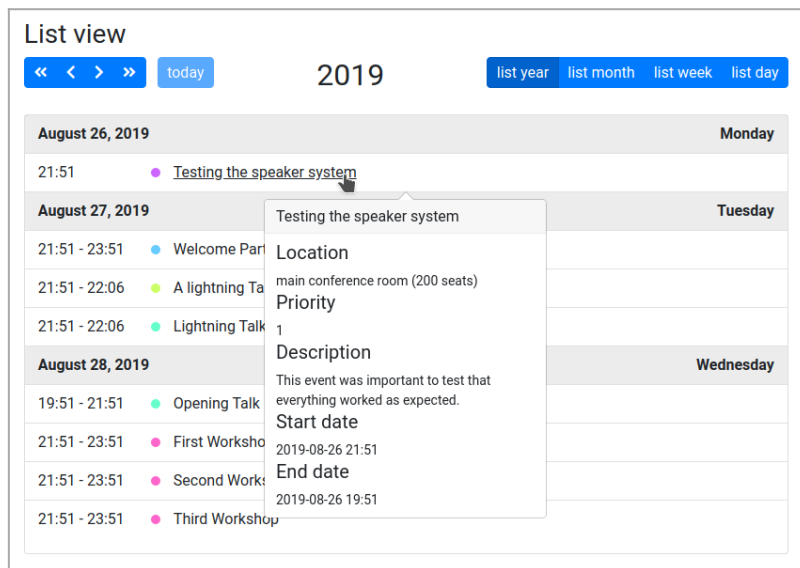 List view
today
2019
list year list month list week list day
August 26, 2019 Monday
21:51 Testing the speaker system
August 27, 2019 Tuesday
21:51 - 23:51 Welcome Part
21:51 - 22:06 A lightning Ta
21:51 - 22:06 Lightning Talk
August 28, 2019 Wednesday
19:51 - 21:51 Opening Talk
21:51 - 23:51 First Worksho
21:51 - 23:51 Second Works
21:51 - 23:51 Third Workshop
Testing the speaker system
Location
main conference room (200 seats)
Priority
1
Description
This event was important to test that
everything worked as expected.
Start date
2019-08-26 21:51
End date
2019-08-26 19:51